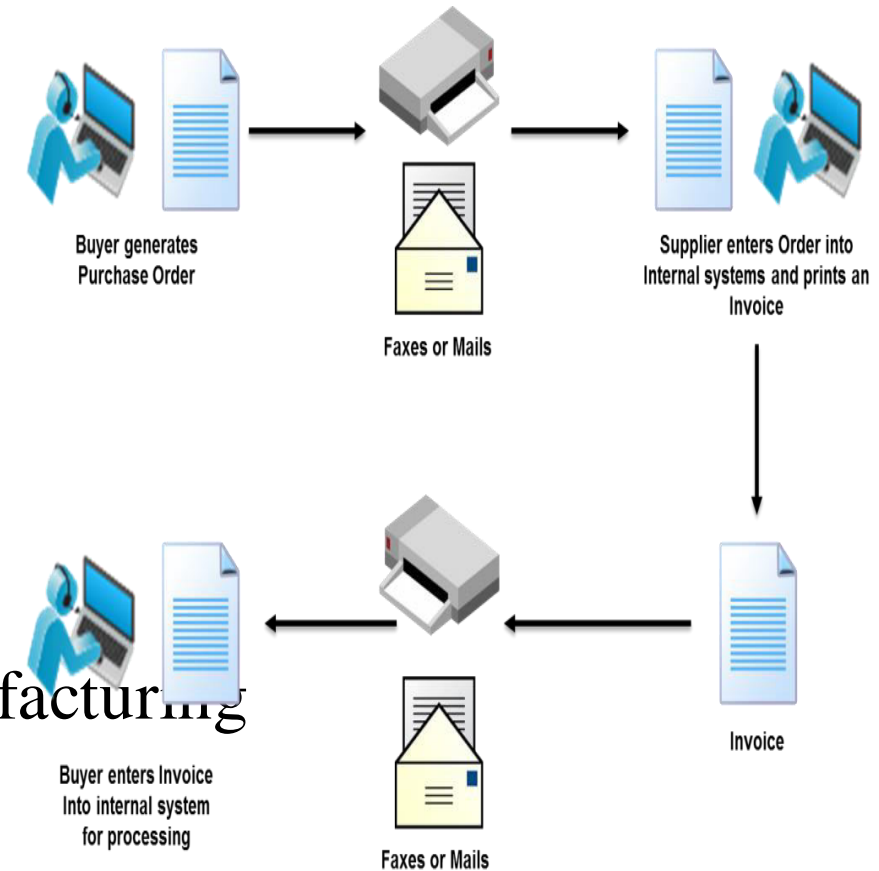 Buyer generates
Purchase Order
Faxes or Mails
Supplier enters Order into
Internal systems and prints an
Invoice
Invoice
Faxes or Mails
facturing
Buyer enters Invoice
Into internal system
for processing